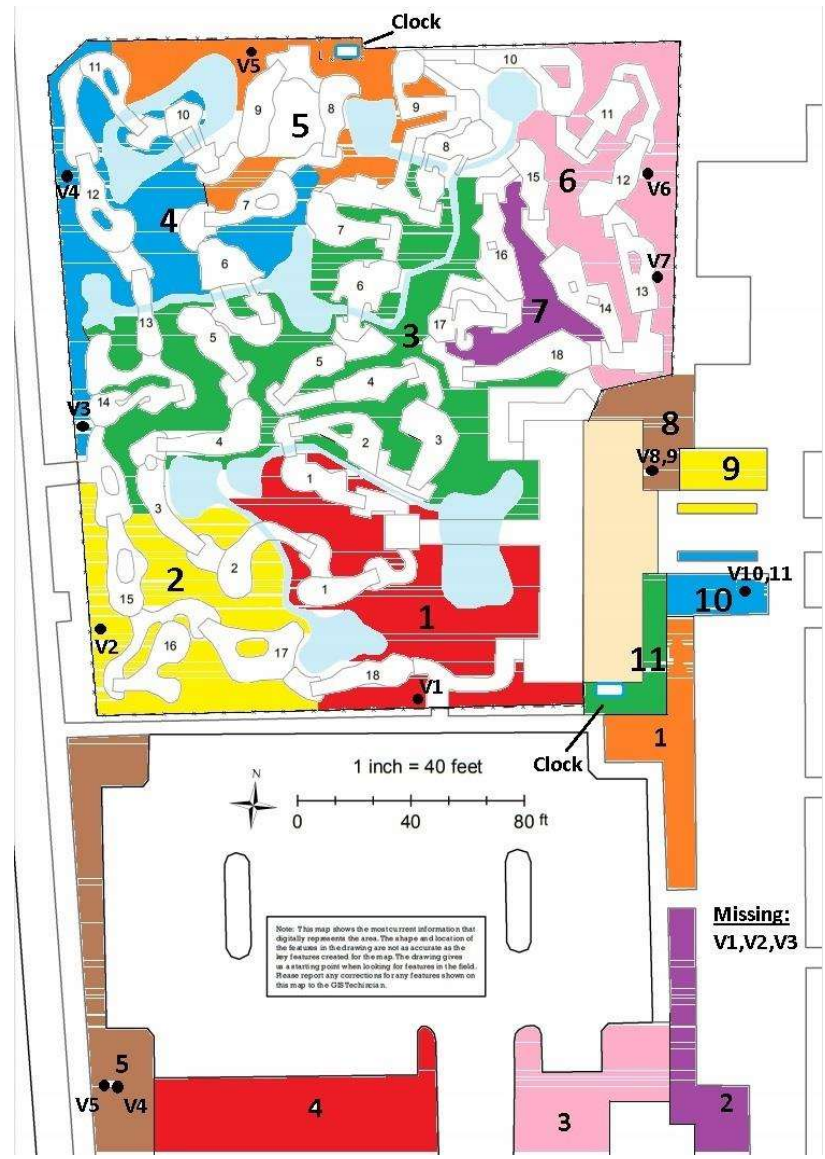 Clock
V5
10
11
10
9
5
8
9
8
11
V4
12
4
7
7
15
6
12
V6
6
16
6
V7
13
14
7
3
17
5
5
13
18
14
V3
4
4
2
3
8
V8,9
9
1
3
2
2
1
15
V10,11
10
V2
16
17
1
11
18
V1
Clock
1
1 inch = 40 feet
N
0
40
80 ft
Note: This map shows the most current information that
digitally represents the area. The shape and location of
the features in the drawing are not as accurate as the
key features created for the map. The drawing gives
us a starting point when looking for features in the field.
Please report any corrections for any features shown on
this map to the GIS Techincian.
Missing:
V1,V2,V3
5
V5
V4
4
3
2